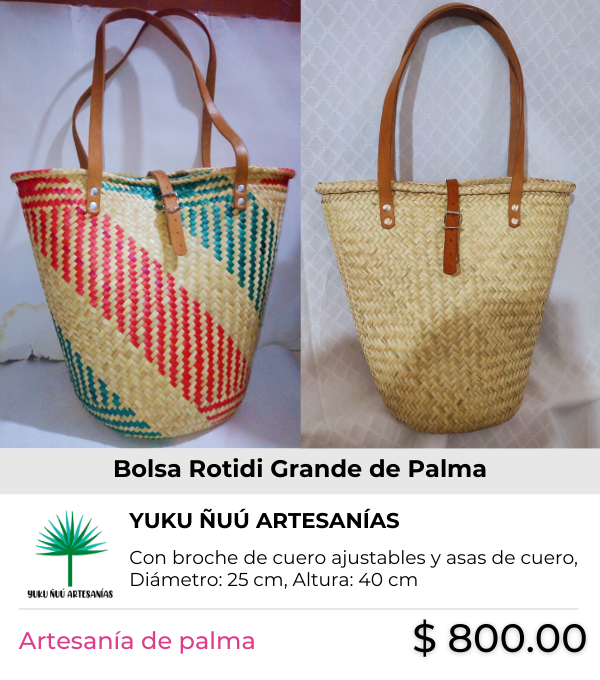 Bolsa Rotidi Grande de Palma
YUKU ÑUÚ ARTESANÍAS
Con broche de cuero ajustables y asas de cuero,
Diámetro: 25 cm, Altura: 40 cm
YUKU ÑUÚ ARTESANÍAS
Artesanía de palma
$ 800.00